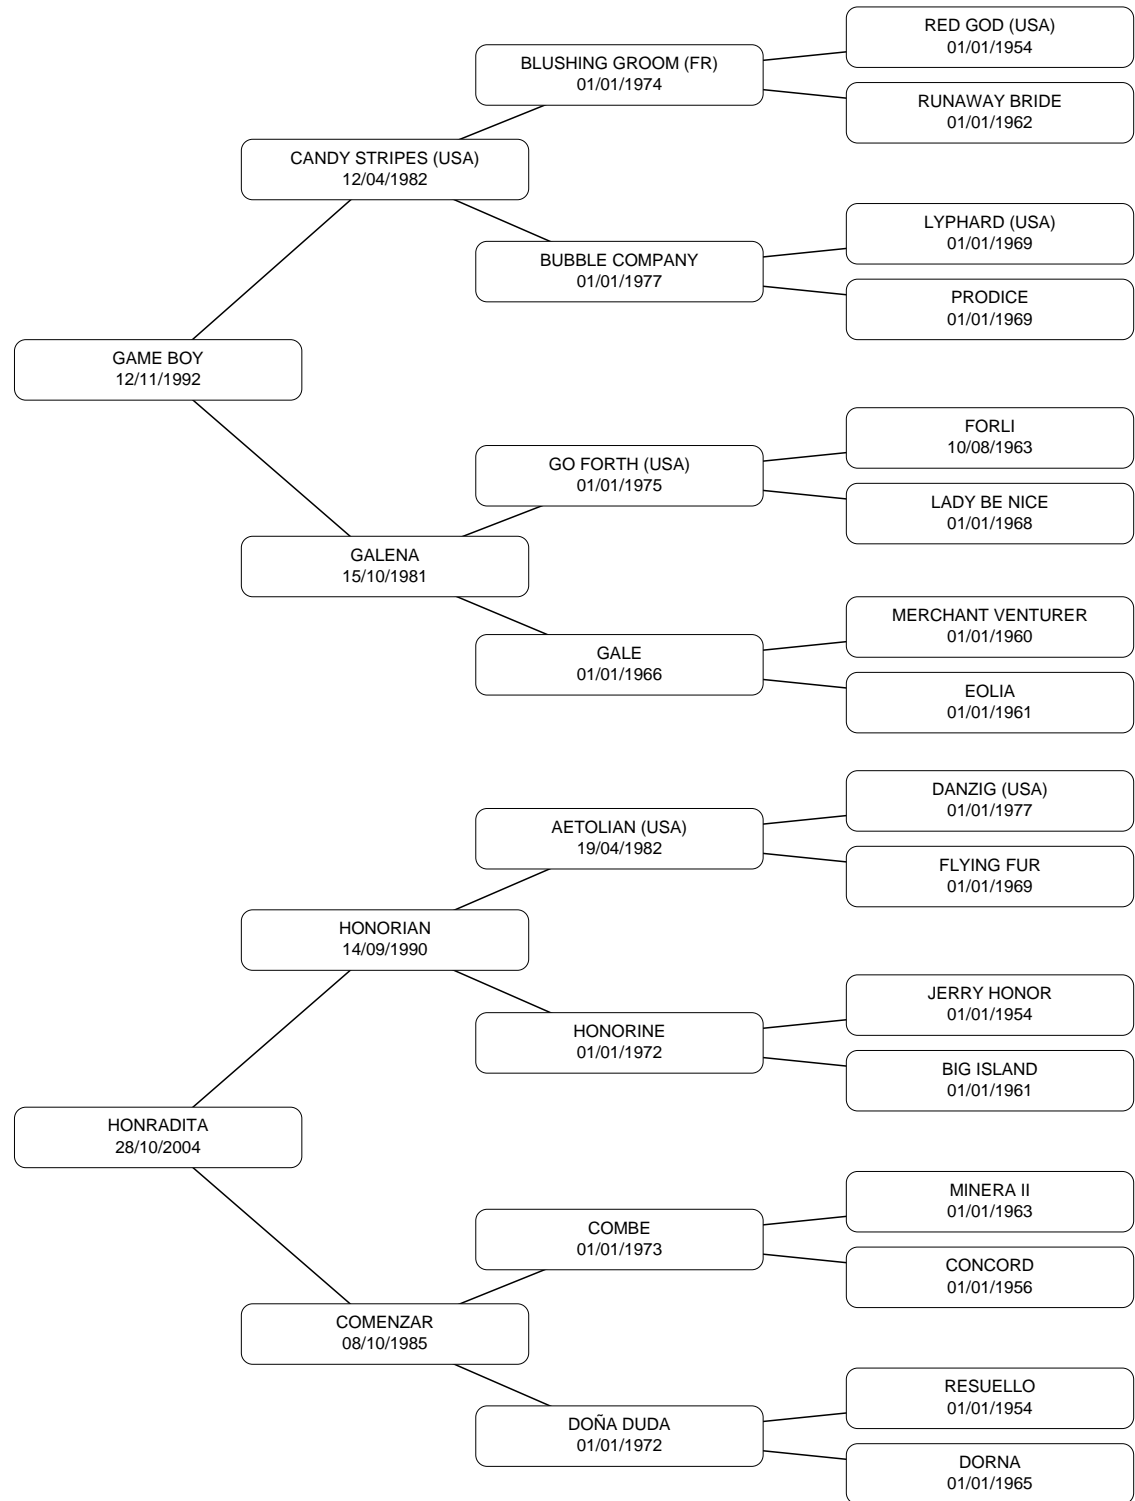 RED GOD (USA)
01/01/1954
BLUSHING GROOM (FR)
01/01/1974
RUNAWAY BRIDE
01/01/1962
CANDY STRIPES (USA)
12/04/1982
LYPHARD (USA)
01/01/1969
BUBBLE COMPANY
01/01/1977
PRODICE
01/01/1969
GAME BOY
12/11/1992
FORLI
10/08/1963
GO FORTH (USA)
01/01/1975
LADY BE NICE
01/01/1968
GALENA
15/10/1981
MERCHANT VENTURER
01/01/1960
GALE
01/01/1966
EOLIA
01/01/1961
DANZIG (USA)
01/01/1977
AETOLIAN (USA)
19/04/1982
FLYING FUR
01/01/1969
HONORIAN
14/09/1990
JERRY HONOR
01/01/1954
HONORINE
01/01/1972
BIG ISLAND
01/01/1961
HONRADITA
28/10/2004
MINERA II
01/01/1963
COMBE
01/01/1973
CONCORD
01/01/1956
COMENZAR
08/10/1985
RESUELLO
01/01/1954
DOÑA DUDA
01/01/1972
DORNA
01/01/1965